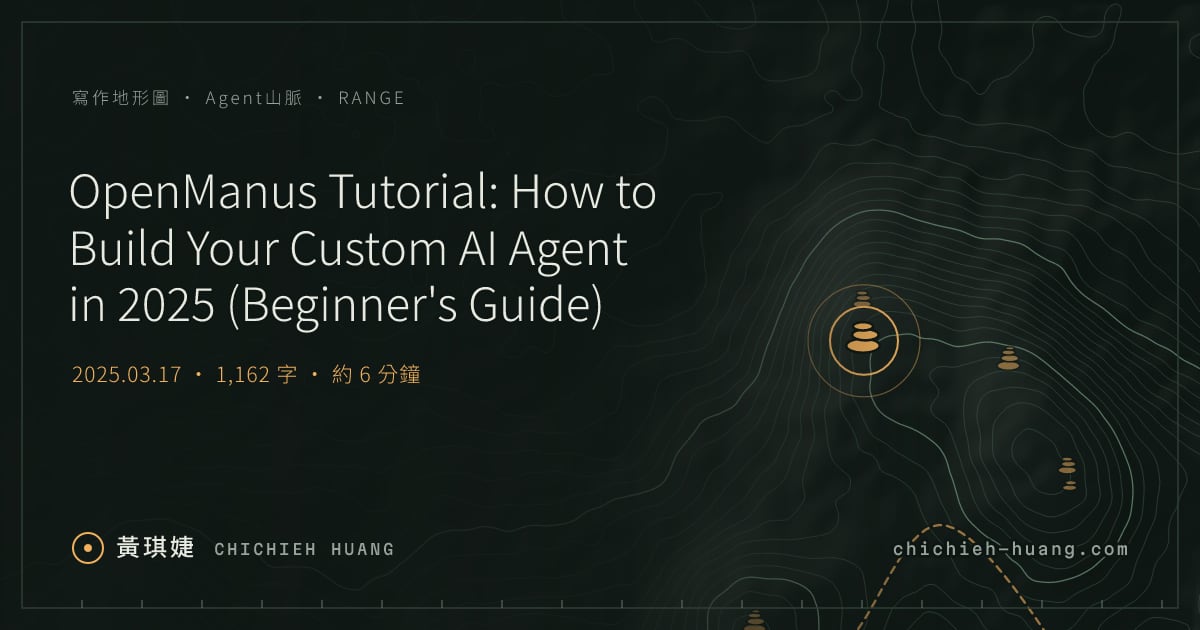 寫作地形圖 · Agent山脈 · RANGE
OpenManus Tutorial: How to
Build Your Custom AI Agent
in 2025 (Beginner's Guide)
2025.03.17 · 1,162 字 · 約 6 分鐘
黃琪婕 CHICHIEH HUANG
chichieh-huang.com